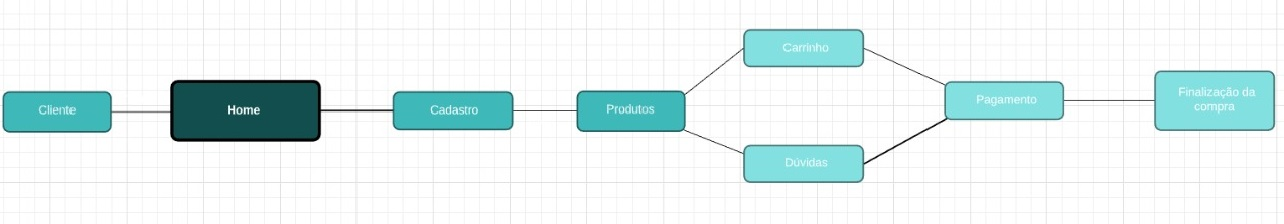 Cliente
Home
Cadastro
Produtos
Carrinho
Dúvidas
Pagamento
Finalização da
compra